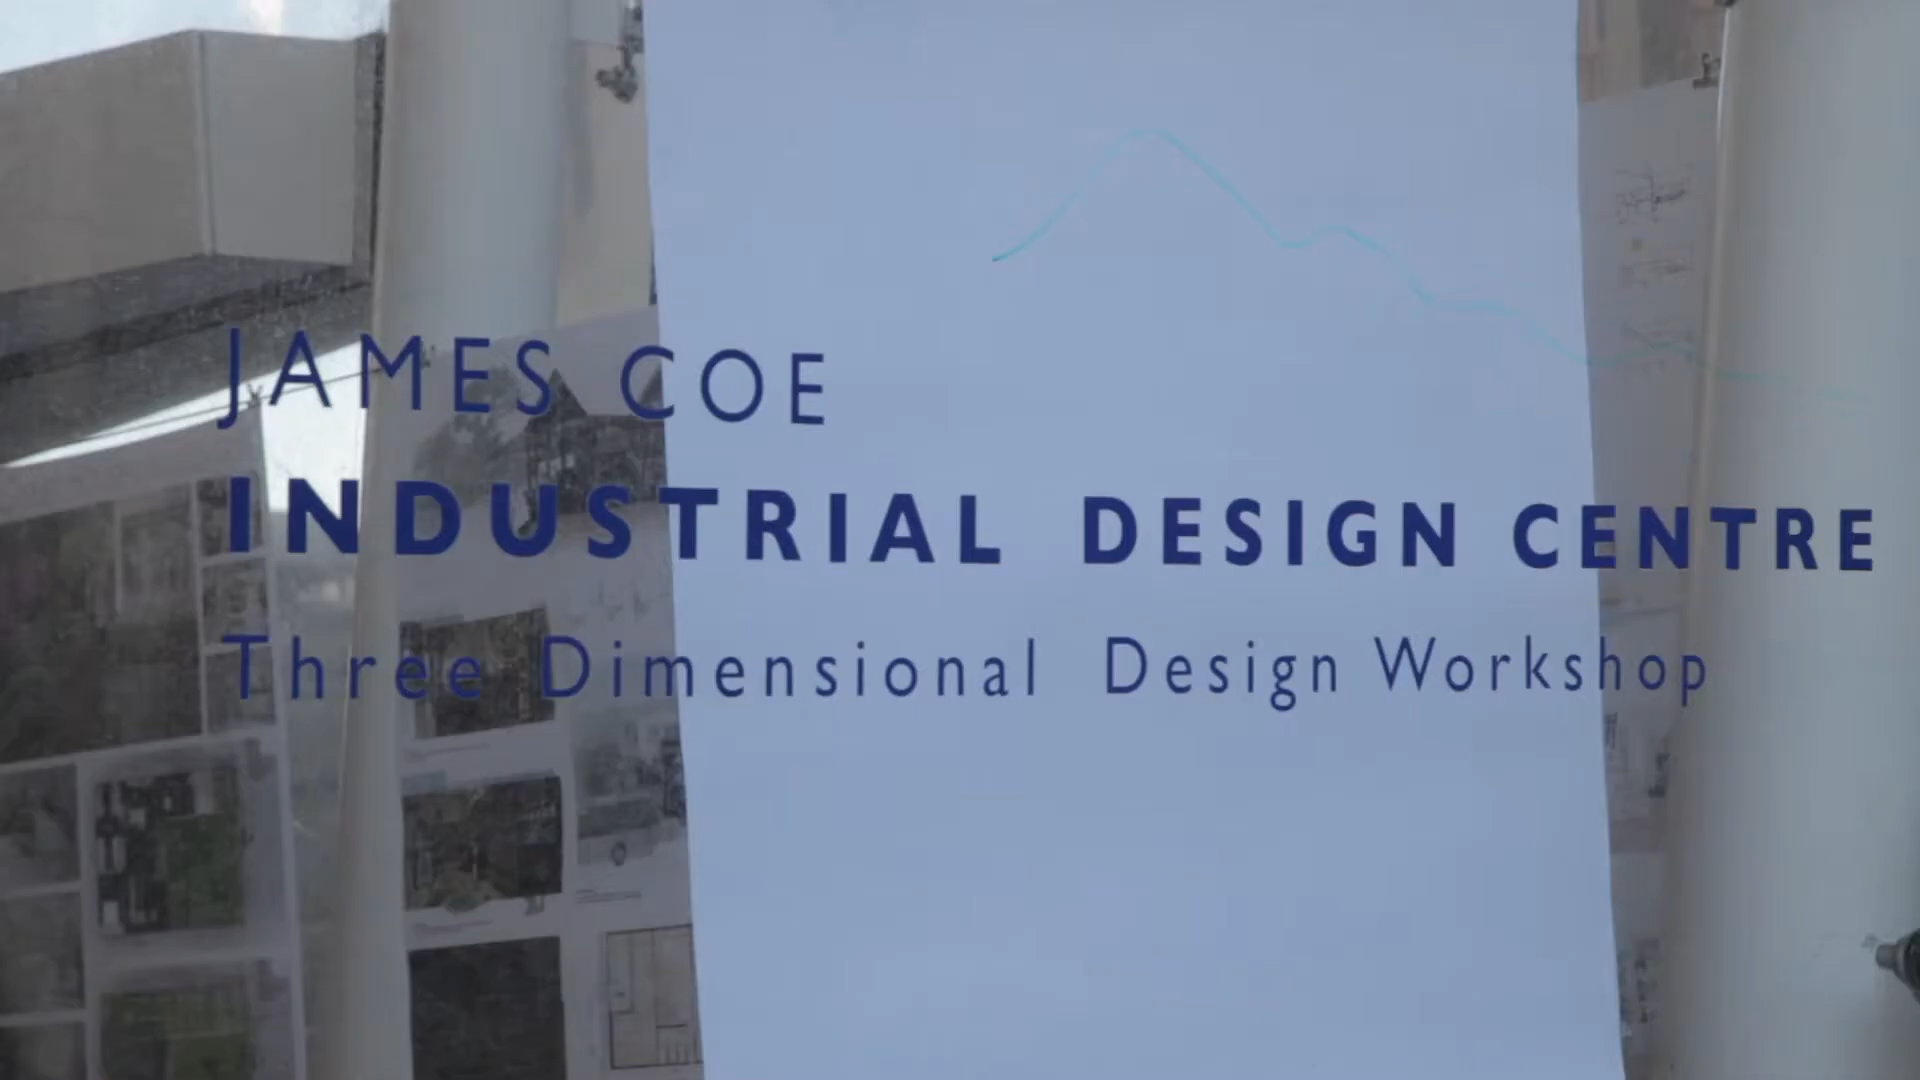 JAMES COE
INDUSTRIAL DESIGN CENTRE
Three Dimensional Design Workshop